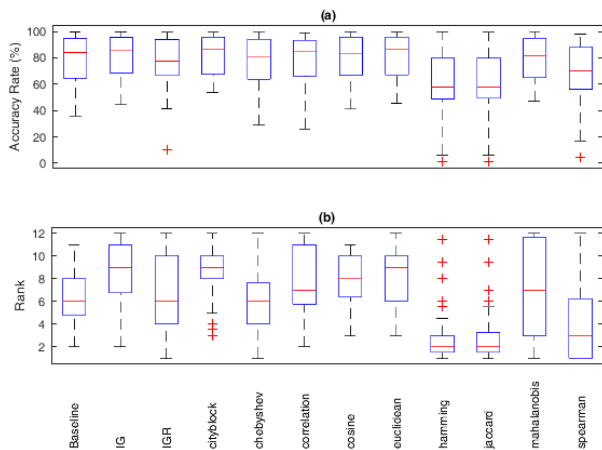 (a)
Accuracy Rate (%)
100
80
60
40
20
0
(b)
Rank
12
10
8
6
4
2
Baseline
IG
IGR
cityblock
chebyshev
correlation
cosine
euclidean
hamming
jaccard
mahalanobis
spearman